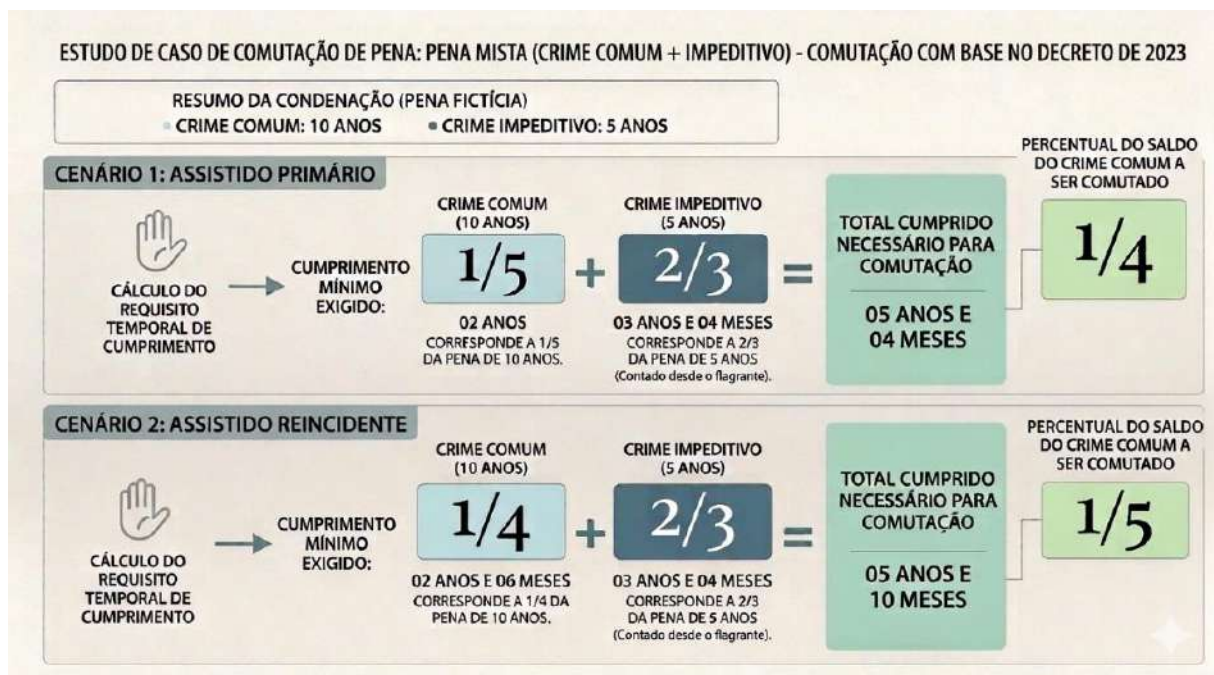 ESTUDO DE CASO DE COMUTAÇÃO DE PENA: PENA MISTA (CRIME COMUM + IMPEDITIVO) - COMUTAÇÃO COM BASE NO DECRETO DE 2023
RESUMO DA CONDENAÇÃO (PENA FICTÍCIA)
CRIME COMUM: 10 ANOS
CRIME IMPEDITIVO: 5 ANOS
CENÁRIO 1: ASSISTIDO PRIMÁRIO
CÁLCULO DO
REQUISITO
TEMPORAL DE
CUMPRIMENTO
CUMPRIMENTO
MÍNIMO
EXIGIDO:
CRIME COMUM
(10 ANOS)
1/5
02 ANOS
CORRESPONDE A 1/5
DA PENA DE 10 ANOS.
+
CRIME IMPEDITIVO
(5 ANOS)
2/3
03 ANOS E 04 MESES
CORRESPONDE A 2/3
DA PENA DE 5 ANOS
(Contado desde o flagrante).
=
TOTAL CUMPRIDO
NECESSÁRIO PARA
COMUTAÇÃO
05 ANOS E
04 MESES
PERCENTUAL DO SALDO
DO CRIME COMUM A
SER COMUTADO
1/4
CENÁRIO 2: ASSISTIDO REINCIDENTE
CÁLCULO DO
REQUISITO
TEMPORAL DE
CUMPRIMENTO
CUMPRIMENTO
MÍNIMO
EXIGIDO:
CRIME COMUM
(10 ANOS)
1/4
02 ANOS E 06 MESES
CORRESPONDE A 1/4 DA
PENA DE 10 ANOS.
+
CRIME IMPEDITIVO
(5 ANOS)
2/3
03 ANOS E 04 MESES
CORRESPONDE A 2/3
DA PENA DE 5 ANOS
(Contado desde o flagrante).
=
TOTAL CUMPRIDO
NECESSÁRIO PARA
COMUTAÇÃO
05 ANOS E
10 MESES
PERCENTUAL DO SALDO
DO CRIME COMUM A
SER COMUTADO
1/5